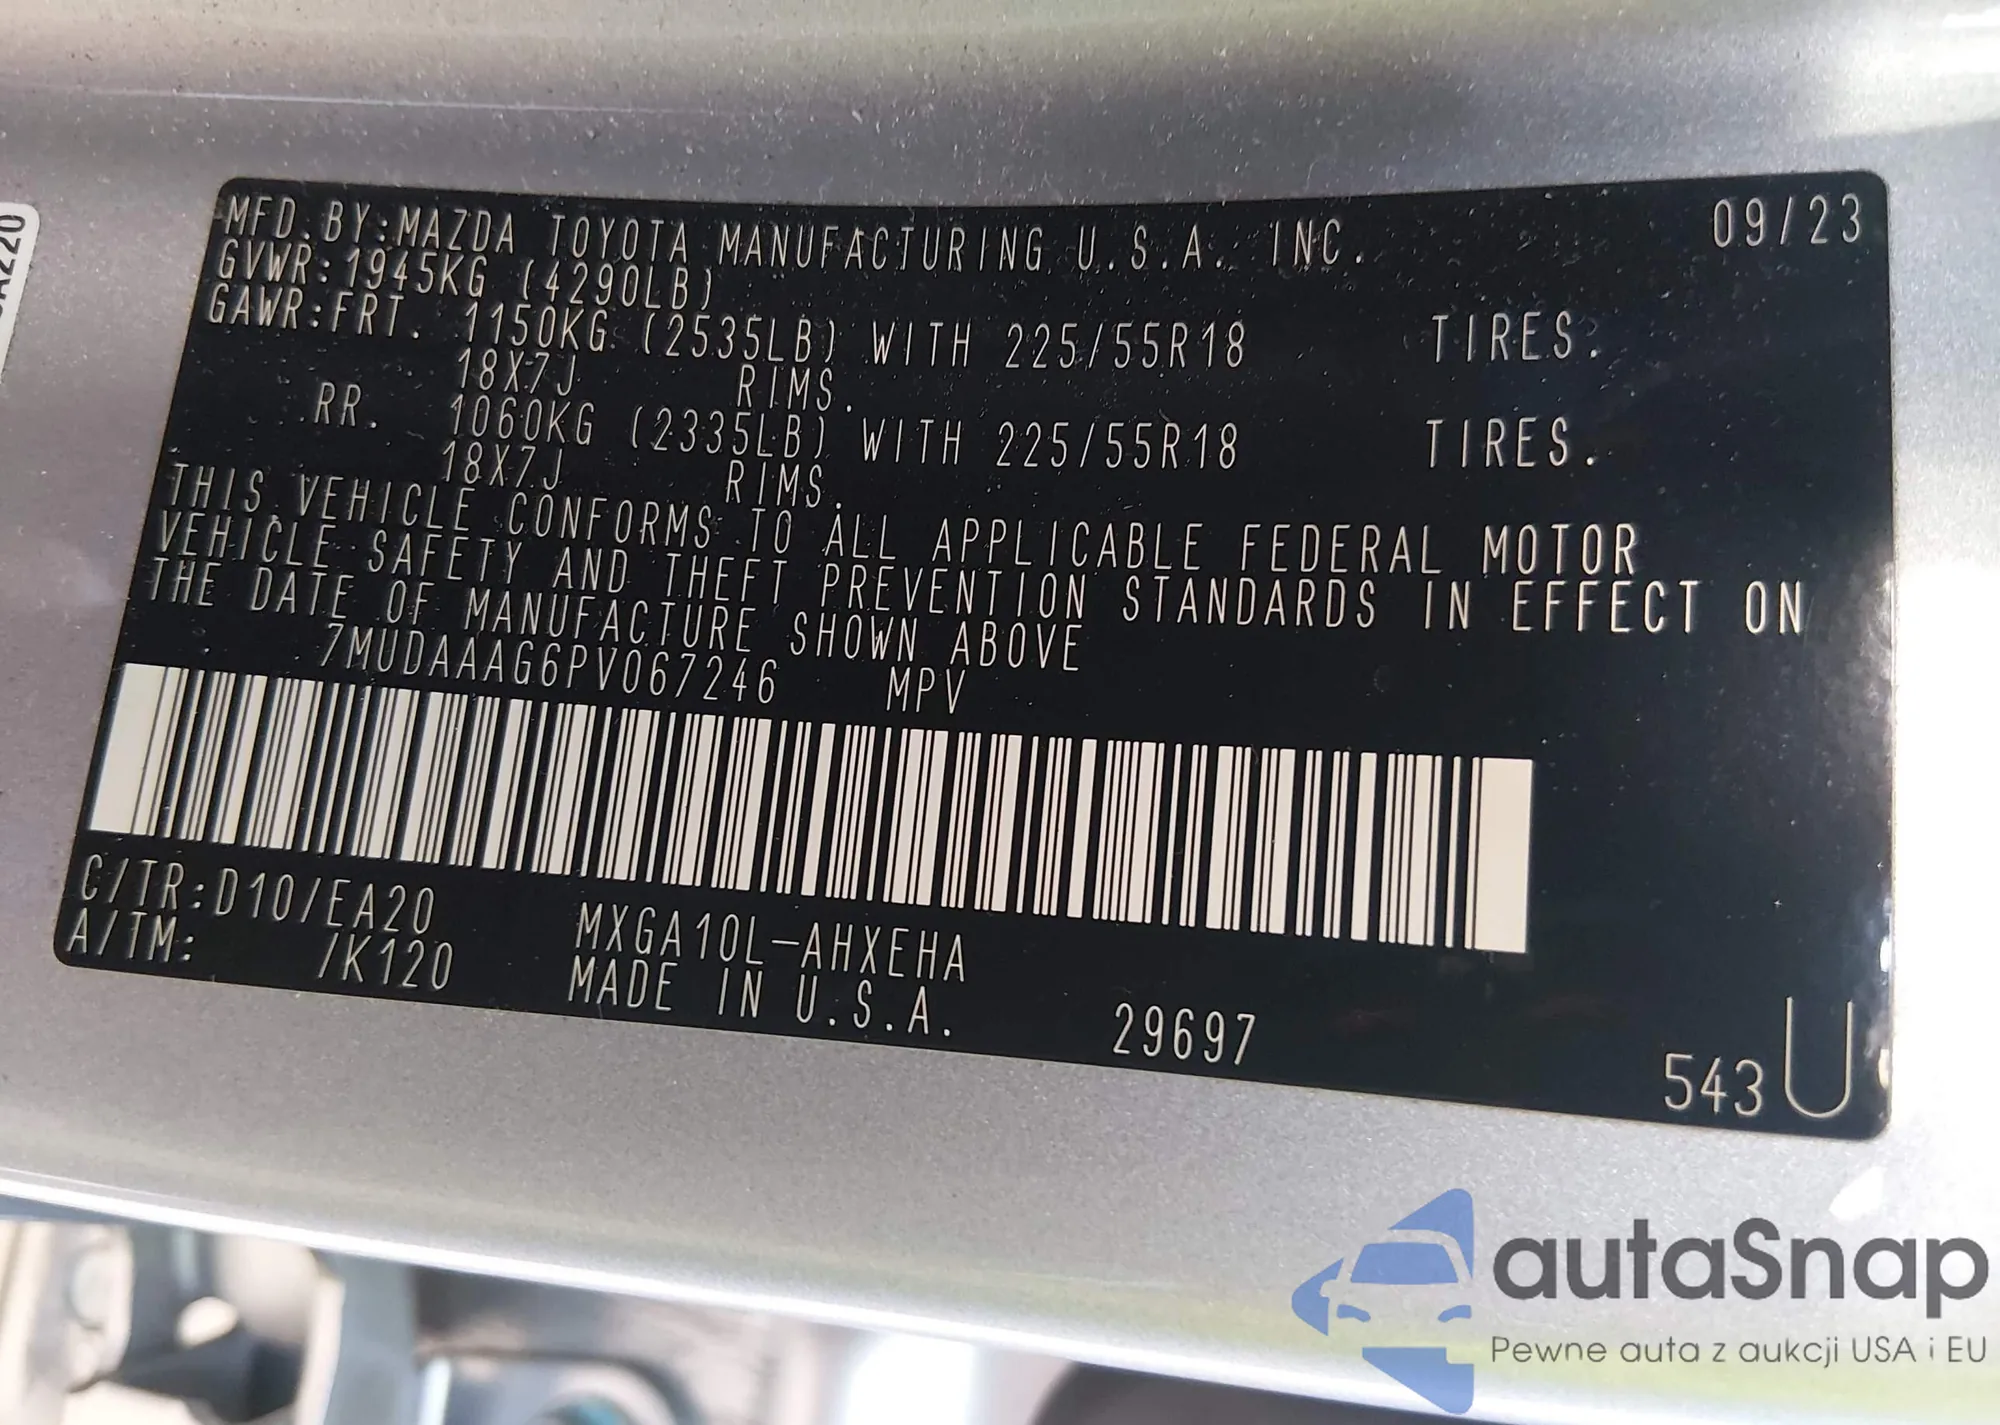 MFD. BY:MAZDA TOYOTA MANUFACTURING U.S.A. INC. 09/23
GVWR:1945KG (4290LB)
GAWR:FRT. 1150KG (2535LB) WITH 225/55R18 TIRES.
18X7J RIMS.
RR. 1060KG (2335LB) WITH 225/55R18 TIRES.
18X7J RIMS.
THIS VEHICLE CONFORMS TO ALL APPLICABLE FEDERAL MOTOR
VEHICLE SAFETY AND THEFT PREVENTION STANDARDS IN EFFECT ON
THE DATE OF MANUFACTURE SHOWN ABOVE
7MUDAAAG6PV067246 MPV
C/TR:D10/EA20 MXGA10L-AHXEHA
A/TM: /K120 MADE IN U.S.A. 29697 543 U
autaSnap
Pewne auta z aukcji USA i EU